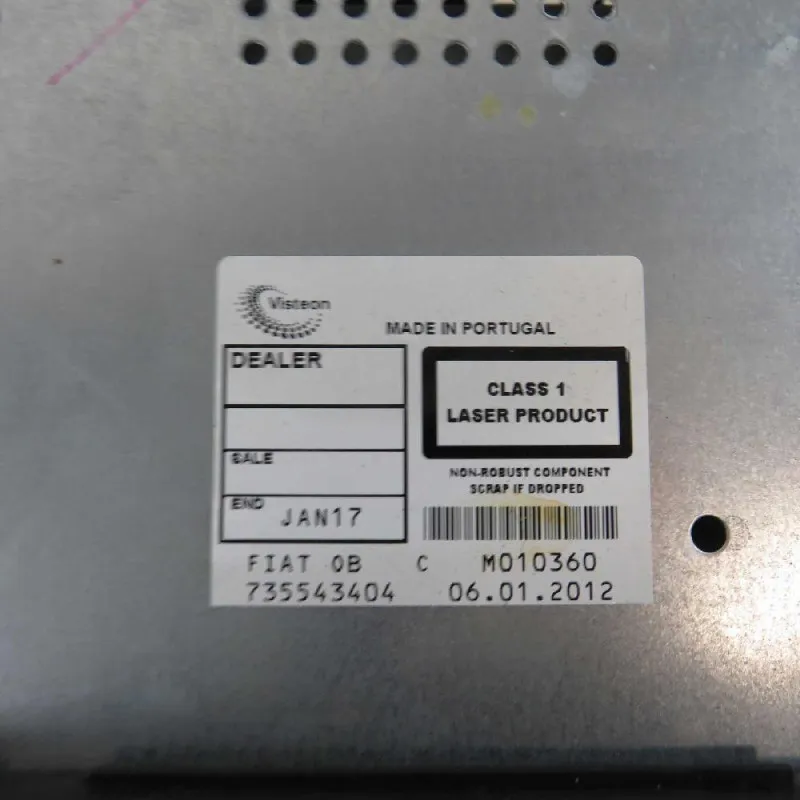 Visteon
MADE IN PORTUGAL
DEALER
CLASS 1
LASER PRODUCT
SALE
NON-ROBUST COMPONENT
SCRAP IF DROPPED
END JAN17
FIAT 0B C M010360
735543404 06.01.2012